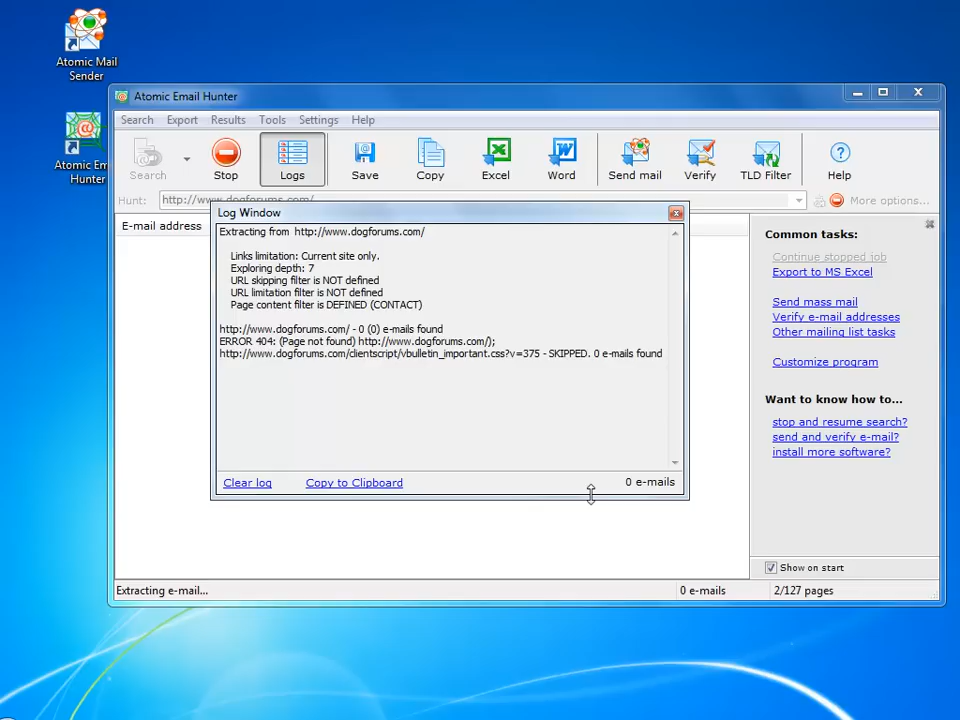 Atomic Mail
Sender
Atomic Em
Hunter
Atomic Email Hunter
Search Export Results Tools Settings Help
Search Stop Logs Save Copy Excel Word Send mail Verify TLD Filter Help
Hunt: http://www.dogforums.com/ More options...
E-mail address
Log Window
Extracting from http://www.dogforums.com/
Links limitation: Current site only.
Exploring depth: 7
URL skipping filter is NOT defined
URL limitation filter is NOT defined
Page content filter is DEFINED (CONTACT)
http://www.dogforums.com/ - 0 (0) e-mails found
ERROR 404: (Page not found) http://www.dogforums.com/);
http://www.dogforums.com/clientscript/vbulletin_important.css?v=375 - SKIPPED. 0 e-mails found
Clear log Copy to Clipboard 0 e-mails
Common tasks:
Continue stopped job
Export to MS Excel
Send mass mail
Verify e-mail addresses
Other mailing list tasks
Customize program
Want to know how to...
stop and resume search?
send and verify e-mail?
install more software?
Show on start
Extracting e-mail... 0 e-mails 2/127 pages